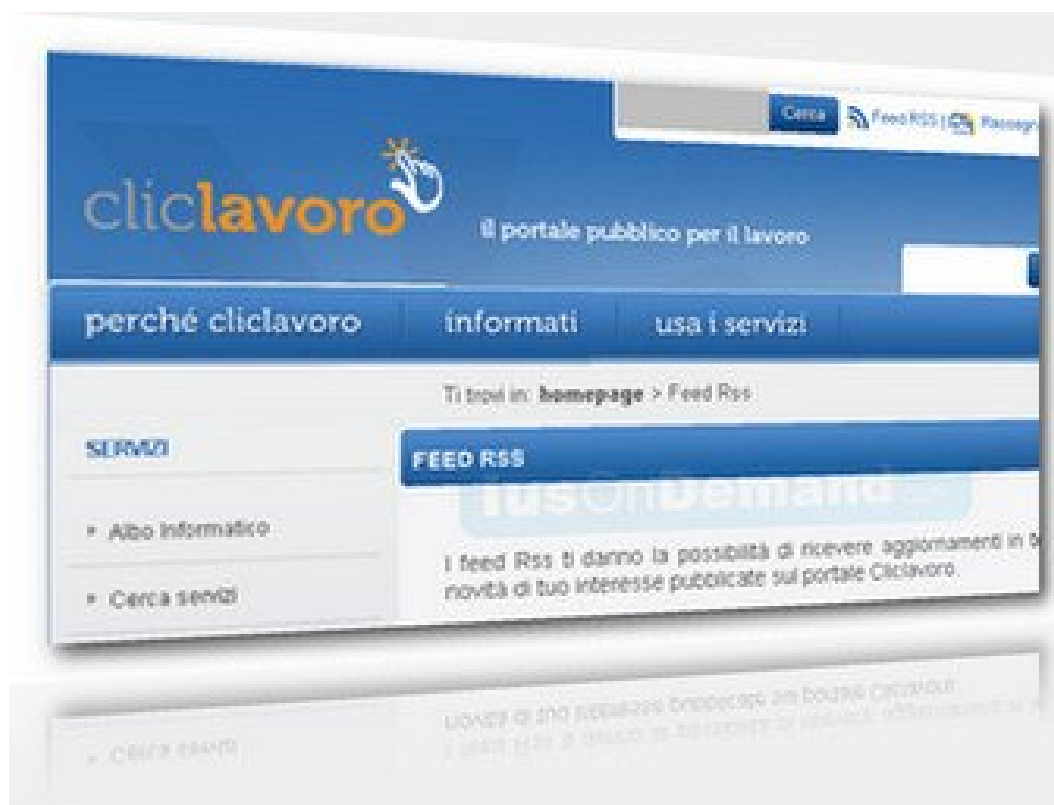 Cerca Feed RSS | Rassegn
cliclavoro
il portale pubblico per il lavoro
perché cliclavoro informati usa i servizi
Ti trovi in: homepage > Feed Rss
SERVIZI
FEED RSS
IusOnDemand
» Albo Informatico
I feed Rss ti danno la possibilità di ricevere aggiornamenti in
novità di tuo interesse pubblicate sul portale Cliclavoro
» Cerca servizi